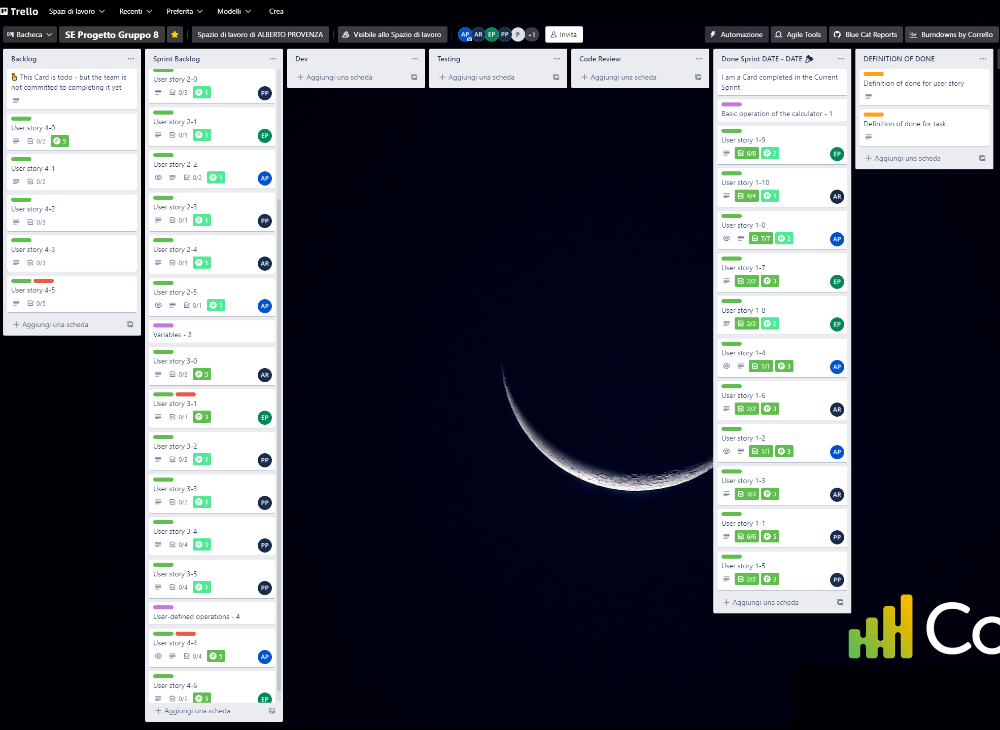 Trello
Spazi di lavoro
Recenti
Preferita
Modelli
Crea
Bacheca
SE Progetto Gruppo 8
Spazio di lavoro di ALBERTO PROVENZA
Visibile allo Spazio di lavoro
AP
AR
EP
PP
P
+1
Invita
Automazione
Agile Tools
Blue Cat Reports
Burndowns by Corrello
Backlog
This Card is todo - but the team is
not committed to completing it yet
User story 4-0
0/2
P 5
User story 4-1
0/2
User story 4-2
0/3
User story 4-3
0/3
User story 4-5
0/5
Aggiungi una scheda
Sprint Backlog
User story 2-0
0/3
P 1
PP
User story 2-1
0/1
P 1
EP
User story 2-2
0/2
P 1
AP
User story 2-3
0/1
P 1
PP
User story 2-4
0/1
P 1
AR
User story 2-5
0/1
P 1
AP
Variables - 3
User story 3-0
0/3
P 5
AR
User story 3-1
0/3
P 3
EP
User story 3-2
0/2
P 1
PP
User story 3-3
0/2
P 1
PP
User story 3-4
0/4
P 1
PP
User story 3-5
0/4
P 1
PP
User-defined operations - 4
User story 4-4
0/4
P 5
AP
User story 4-6
0/2
P 3
EP
Aggiungi una scheda
Dev
Aggiungi una scheda
Testing
Aggiungi una scheda
Code Review
Aggiungi una scheda
Done Sprint DATE - DATE
I am a Card completed in the Current
Sprint
Basic operation of the calculator - 1
User story 1-9
6/6
P 2
EP
User story 1-10
4/4
P 1
AR
User story 1-0
7/7
P 2
AP
User story 1-7
2/2
P 3
EP
User story 1-8
2/2
P 2
EP
User story 1-4
1/1
P 3
AP
User story 1-6
2/2
P 3
AR
User story 1-2
1/1
P 3
AP
User story 1-3
3/3
P 3
AR
User story 1-1
6/6
P 5
PP
User story 1-5
2/2
P 3
PP
Aggiungi una scheda
DEFINITION OF DONE
Definition of done for user story
Definition of done for task
Aggiungi una scheda
Co